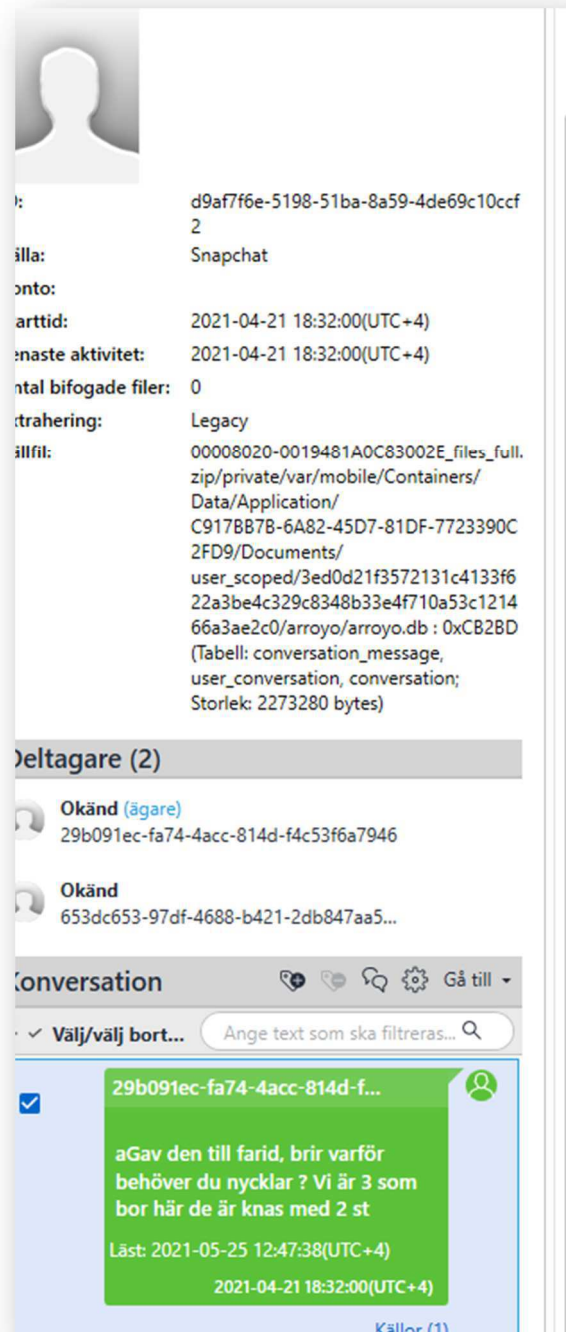 d9af7f6e-5198-51ba-8a59-4de69c10ccf
2
älla: Snapchat
onto:
arttid: 2021-04-21 18:32:00(UTC+4)
enaste aktivitet: 2021-04-21 18:32:00(UTC+4)
ntal bifogade filer: 0
xtrahering: Legacy
ällfil: 00008020-0019481A0C83002E_files_full.
zip/private/var/mobile/Containers/
Data/Application/
C917BB7B-6A82-45D7-81DF-7723390C
2FD9/Documents/
user_scoped/3ed0d21f3572131c4133f6
22a3be4c329c8348b33e4f710a53c1214
66a3ae2c0/arroyo/arroyo.db : 0xCB2BD
(Tabell: conversation_message,
user_conversation, conversation;
Storlek: 2273280 bytes)
Deltagare (2)
Okänd (ägare)
29b091ec-fa74-4acc-814d-f4c53f6a7946
Okänd
653dc653-97df-4688-b421-2db847aa5...
Konversation Gå till
Välj/välj bort... Ange text som ska filtreras...
29b091ec-fa74-4acc-814d-f...
aGav den till farid, brir varför
behöver du nycklar ? Vi är 3 som
bor här de är knas med 2 st
Läst: 2021-05-25 12:47:38(UTC+4)
2021-04-21 18:32:00(UTC+4)
Källor (1)